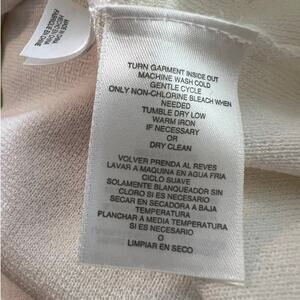 TURN GARMENT INSIDE OUT
MACHINE WASH COLD
GENTLE CYCLE
ONLY NON-CHLORINE BLEACH WHEN
NEEDED
TUMBLE DRY LOW
WARM IRON
IF NECESSARY
OR
DRY CLEAN
VOLVER PRENDA AL REVES
LAVAR A MAQUINA EN AGUA FRIA
CICLO SUAVE
SOLAMENTE BLANQUEADOR SIN
CLORO SI ES NECESARIO
SECAR EN SECADORA A BAJA
TEMPERATURA
PLANCHAR A MEDIA TEMPERATURA
SI ES NECESARIO
O
LIMPIAR EN SECO